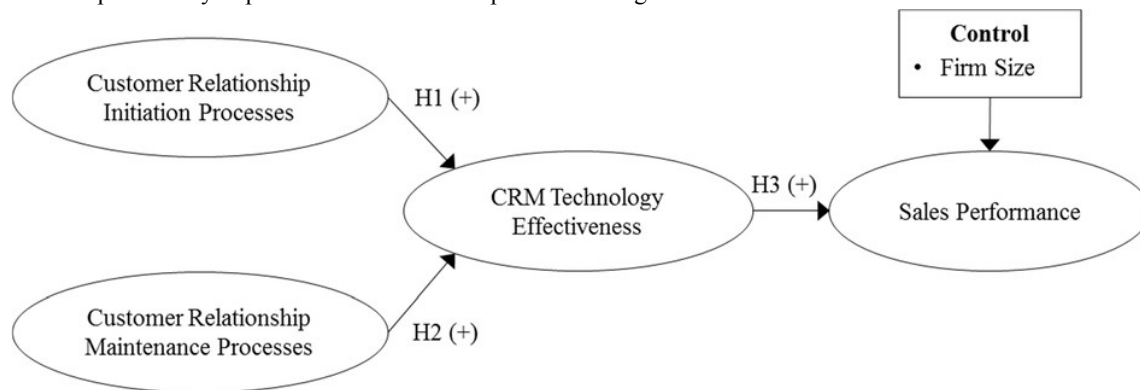 Control
• Firm Size
Customer Relationship
Initiation Processes
H1 (+)
CRM Technology
Effectiveness
H3 (+)
Sales Performance
Customer Relationship
Maintenance Processes
H2 (+)